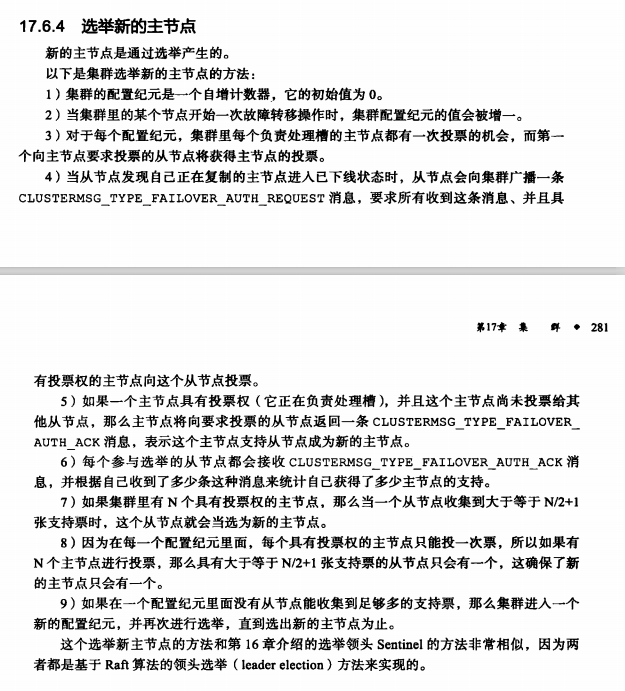 17.6.4 选举新的主节点
新的主节点是通过选举产生的。
以下是集群选举新的主节点的方法：
1）集群的配置纪元是一个自增计数器，它的初始值为 0。
2）当集群里的某个节点开始一次故障转移操作时，集群配置纪元的值会被增一。
3）对于每个配置纪元，集群里每个负责处理槽的主节点都有一次投票的机会，而第一
个向主节点要求投票的从节点将获得主节点的投票。
4）当从节点发现自己正在复制的主节点进入已下线状态时，从节点会向集群广播一条
CLUSTERMSG_TYPE_FAILOVER_AUTH_REQUEST 消息，要求所有收到这条消息、并且具
第17章 集 群 281
有投票权的主节点向这个从节点投票。
5）如果一个主节点具有投票权（它正在负责处理槽），并且这个主节点尚未投票给其
他从节点，那么主节点将向要求投票的从节点返回一条 CLUSTERMSG_TYPE_FAILOVER_
AUTH_ACK 消息，表示这个主节点支持从节点成为新的主节点。
6）每个参与选举的从节点都会接收 CLUSTERMSG_TYPE_FAILOVER_AUTH_ACK 消
息，并根据自己收到了多少条这种消息来统计自己获得了多少主节点的支持。
7）如果集群里有 N 个具有投票权的主节点，那么当一个从节点收集到大于等于 N/2+1
张支持票时，这个从节点就会当选为新的主节点。
8）因为在每一个配置纪元里面，每个具有投票权的主节点只能投一次票，所以如果有
N 个主节点进行投票，那么具有大于等于 N/2+1 张支持票的从节点只会有一个，这确保了新
的主节点只会有一个。
9）如果在一个配置纪元里面没有从节点能收集到足够多的支持票，那么集群进入一个
新的配置纪元，并再次进行选举，直到选出新的主节点为止。
这个选举新主节点的方法和第 16 章介绍的选举领头 Sentinel 的方法非常相似，因为两
者都是基于 Raft 算法的领头选举（leader election）方法来实现的。